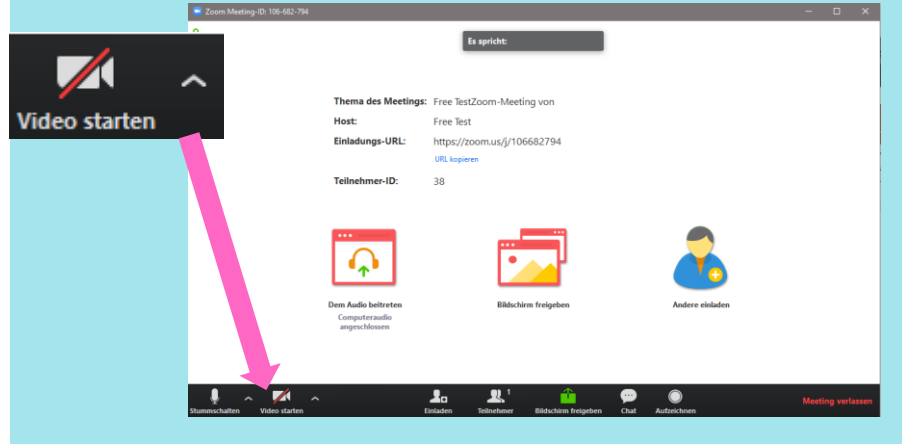 Zoom Meeting-ID: 106-682-794
Es spricht:
Video starten
Thema des Meetings: Free TestZoom-Meeting von
Host: Free Test
Einladungs-URL: https://zoom.us/j/106682794
URL kopieren
Teilnehmer-ID: 38
Dem Audio beitreten
Computeraudio
angeschlossen
Bildschirm freigeben
Andere einladen
Stummschalten
Video starten
Einladen
1
Teilnehmer
Bildschirm freigeben
Chat
Aufzeichnen
Meeting verlassen